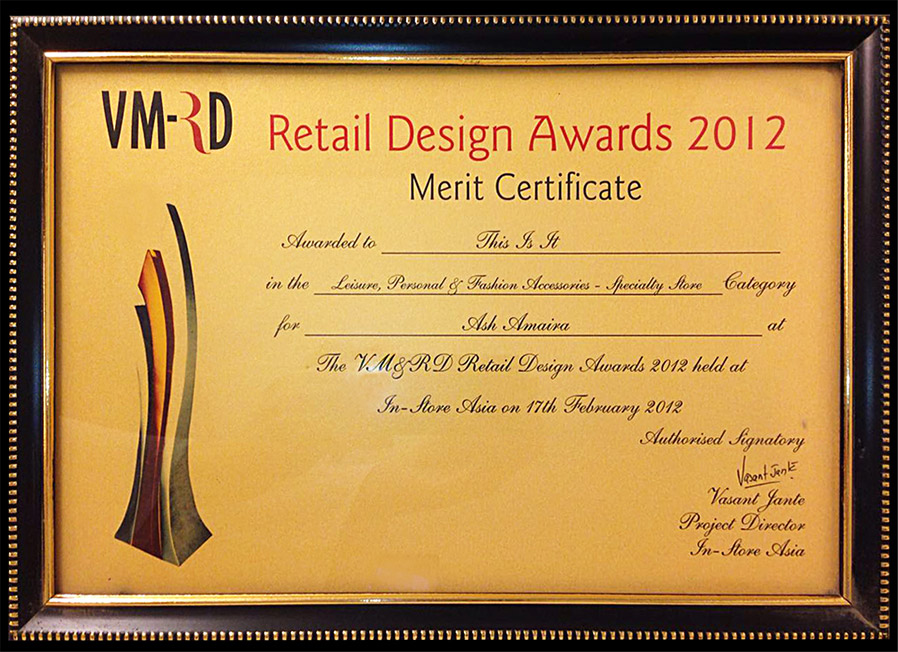 VM-RD
Retail Design Awards 2012
Merit Certificate
Awarded to This Is It
in the Leisure, Personal & Fashion Accessories - Specialty Store Category
for Ash Amaira at
The VM&RD Retail Design Awards 2012 held at
In-Store Asia on 17th February 2012
Authorised Signatory
Vasant Jante
Vasant Jante
Project Director
In-Store Asia